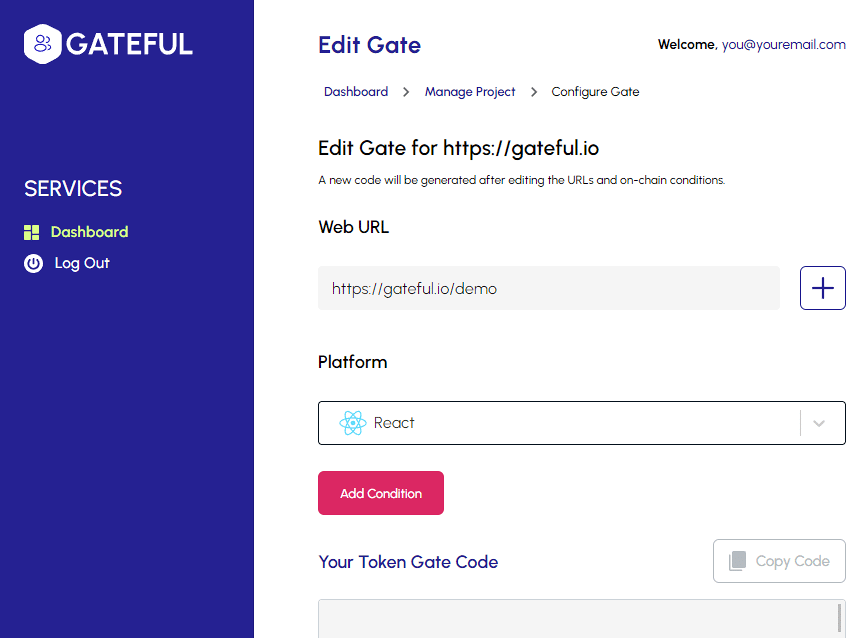 GATEFUL
Edit Gate
Welcome, you@youremail.com
Dashboard > Manage Project > Configure Gate
Edit Gate for https://gateful.io
A new code will be generated after editing the URLs and on-chain conditions.
SERVICES
Dashboard
Log Out
Web URL
https://gateful.io/demo
Platform
React
Add Condition
Your Token Gate Code
Copy Code